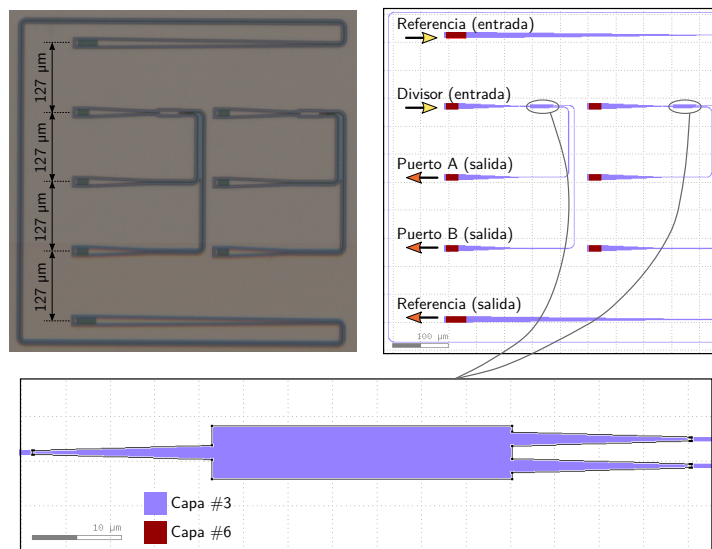 127 μm
127 μm
127 μm
127 μm
Referencia (entrada)
Divisor (entrada)
Puerto A (salida)
Puerto B (salida)
Referencia (salida)
100 μm
Capa #3
Capa #6
10 μm